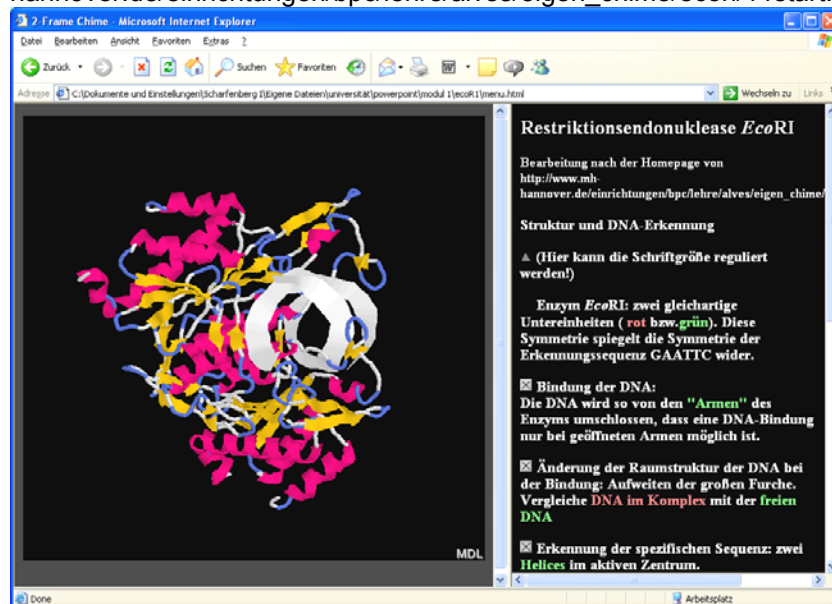 2-Frame Chime - Microsoft Internet Explorer
Datei Bearbeiten Ansicht Favoriten Extras ?
Zurück Suchen Favoriten
Adresse C:\Dokumente und Einstellungen\Scharfenberg I\Eigene Dateien\universität\powerpoint\modul 1\ecoR1\menu.html Wechseln zu Links
Restriktionsendonuklease EcoRI
Bearbeitung nach der Homepage von
http://www.mh-
hannover.de/einrichtungen/bpc/lehre/alves/eigen_chime/
Struktur und DNA-Erkennung
(Hier kann die Schriftgröße reguliert
werden!)
Enzym EcoRI: zwei gleichartige
Untereinheiten ( rot bzw.grün). Diese
Symmetrie spiegelt die Symmetrie der
Erkennungssequenz GAATTC wider.
Bindung der DNA:
Die DNA wird so von den "Armen" des
Enzyms umschlossen, dass eine DNA-Bindung
nur bei geöffneten Armen möglich ist.
Änderung der Raumstruktur der DNA bei
der Bindung: Aufweiten der großen Furche.
Vergleiche DNA im Komplex mit der freien
DNA
Erkennung der spezifischen Sequenz: zwei
Helices im aktiven Zentrum.
MDL
Done Arbeitsplatz